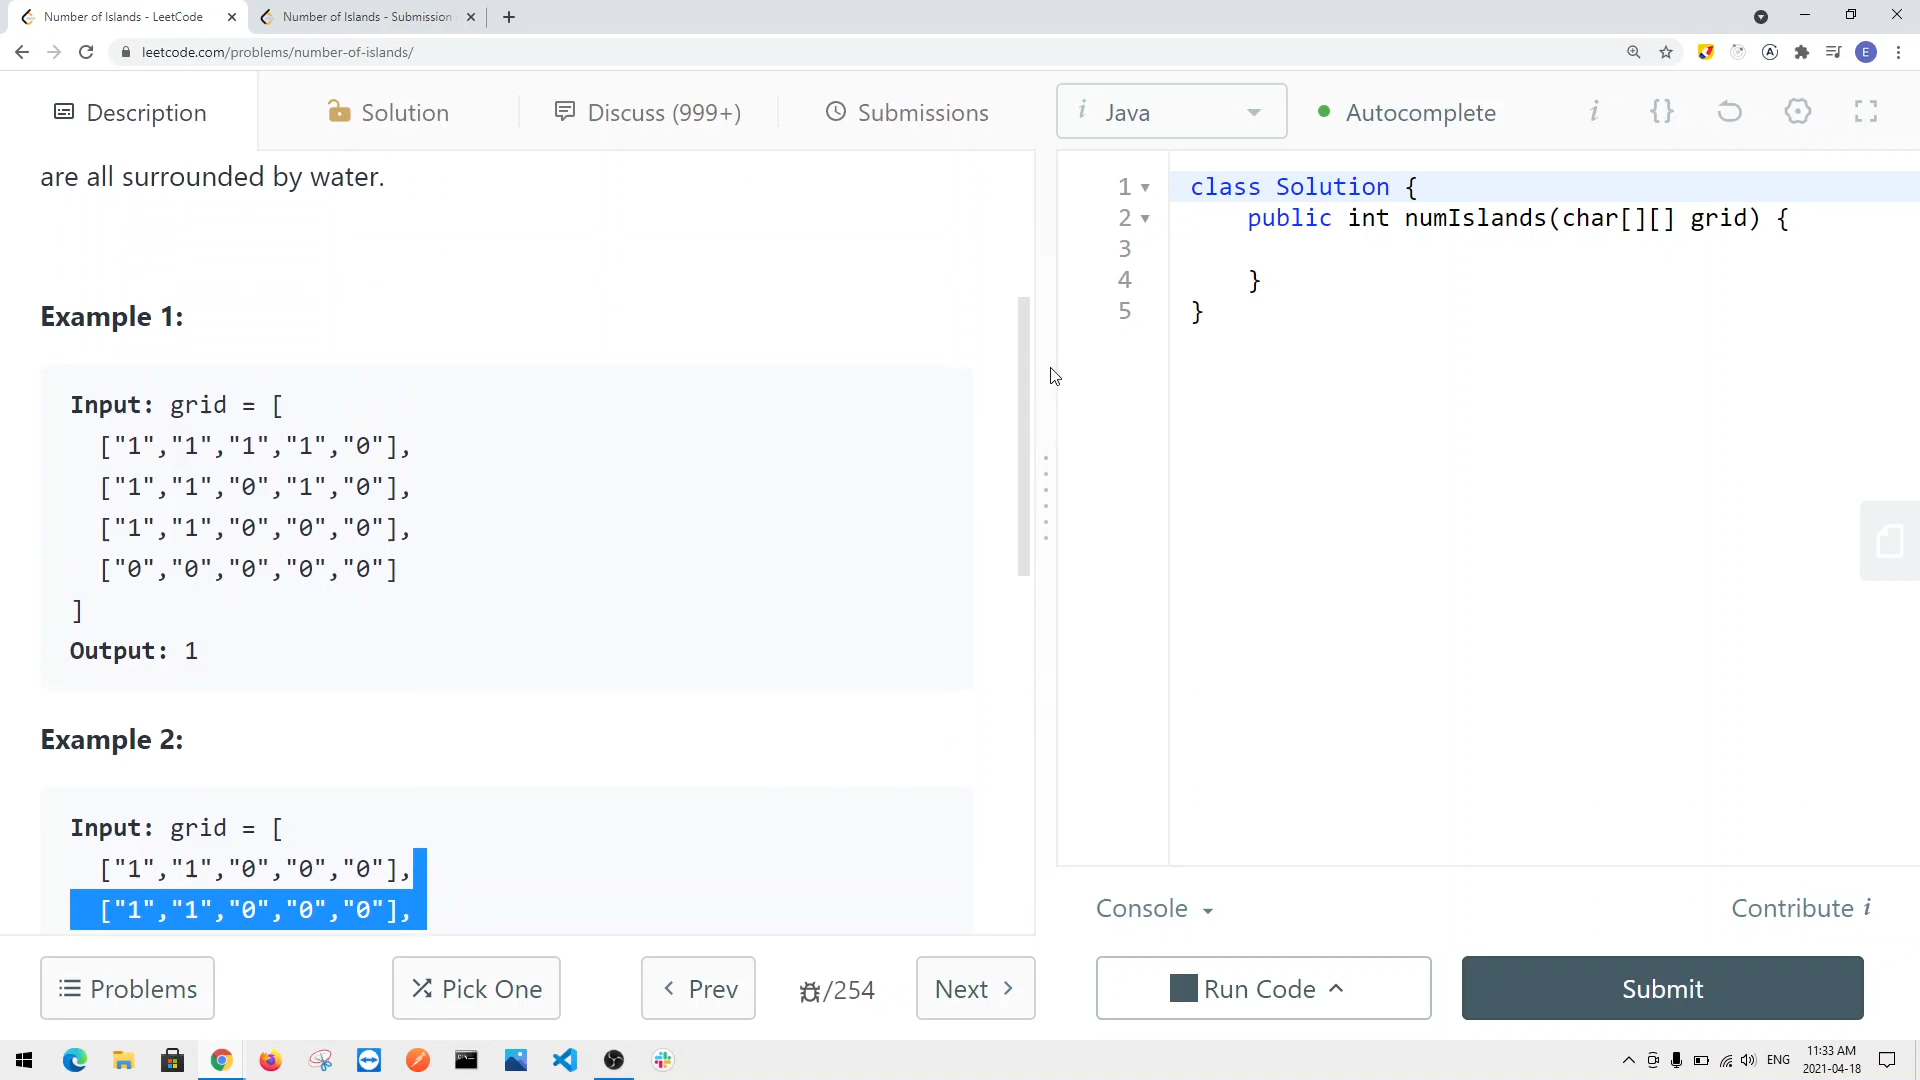 Number of Islands - LeetCode
Number of Islands - Submission
leetcode.com/problems/number-of-islands/
E
Description
Solution
Discuss (999+)
Submissions
i Java
Autocomplete
i {}
are all surrounded by water.
Example 1:
Input: grid = [
["1","1","1","1","0"],
["1","1","0","1","0"],
["1","1","0","0","0"],
["0","0","0","0","0"]
]
Output: 1
Example 2:
Input: grid = [
["1","1","0","0","0"],
["1","1","0","0","0"],
1 class Solution {
2 public int numIslands(char[][] grid) {
3
4 }
5 }
Console
Contribute i
Problems
Pick One
Prev
/254
Next
Run Code
Submit
ENG
11:33 AM
2021-04-18